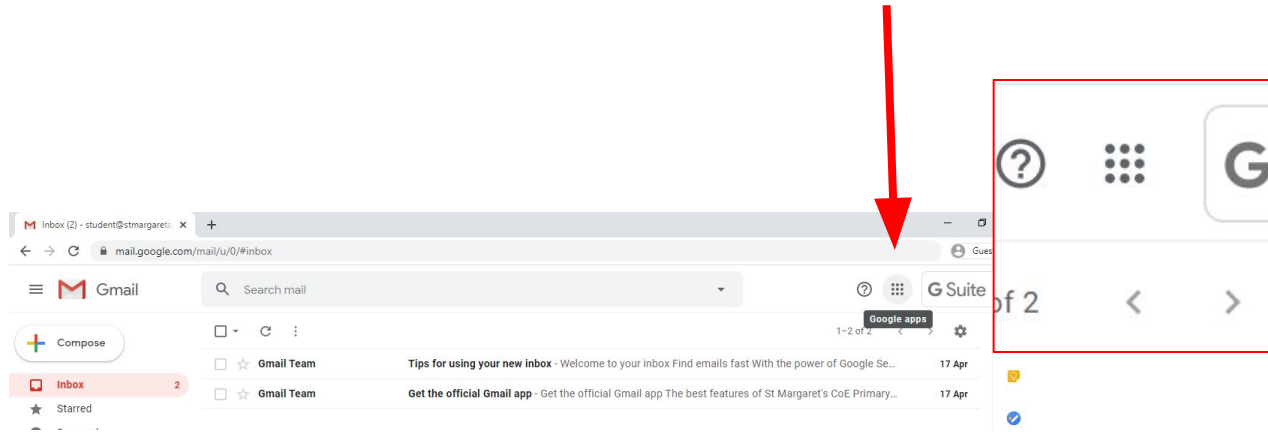 Inbox (2) - student@stmargarets
mail.google.com/mail/u/0/#inbox
Gmail
Search mail
G Suite
Google apps
Compose
1-2 of 2
Gmail Team Tips for using your new inbox - Welcome to your inbox Find emails fast With the power of Google Se... 17 Apr
Inbox 2
Gmail Team Get the official Gmail app - Get the official Gmail app The best features of St Margaret's CoE Primary... 17 Apr
Starred
G
of 2